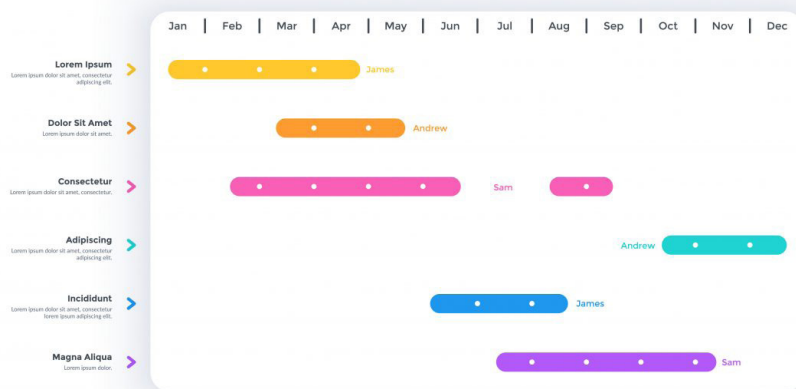 Jan | Feb | Mar | Apr | May | Jun | Jul | Aug | Sep | Oct | Nov | Dec
Lorem Ipsum
Lorem ipsum dolor sit amet, consectetur
adipiscing elit.
James
Dolor Sit Amet
Lorem ipsum dolor sit amet.
Andrew
Consectetur
Lorem ipsum dolor sit amet, consectetur.
Sam
Adipiscing
Lorem ipsum dolor sit amet, consectetur
adipiscing elit.
Andrew
Incididunt
Lorem ipsum dolor sit amet, consectetur
lorem ipsum adipiscing elit.
James
Magna Aliqua
Lorem ipsum dolor.
Sam